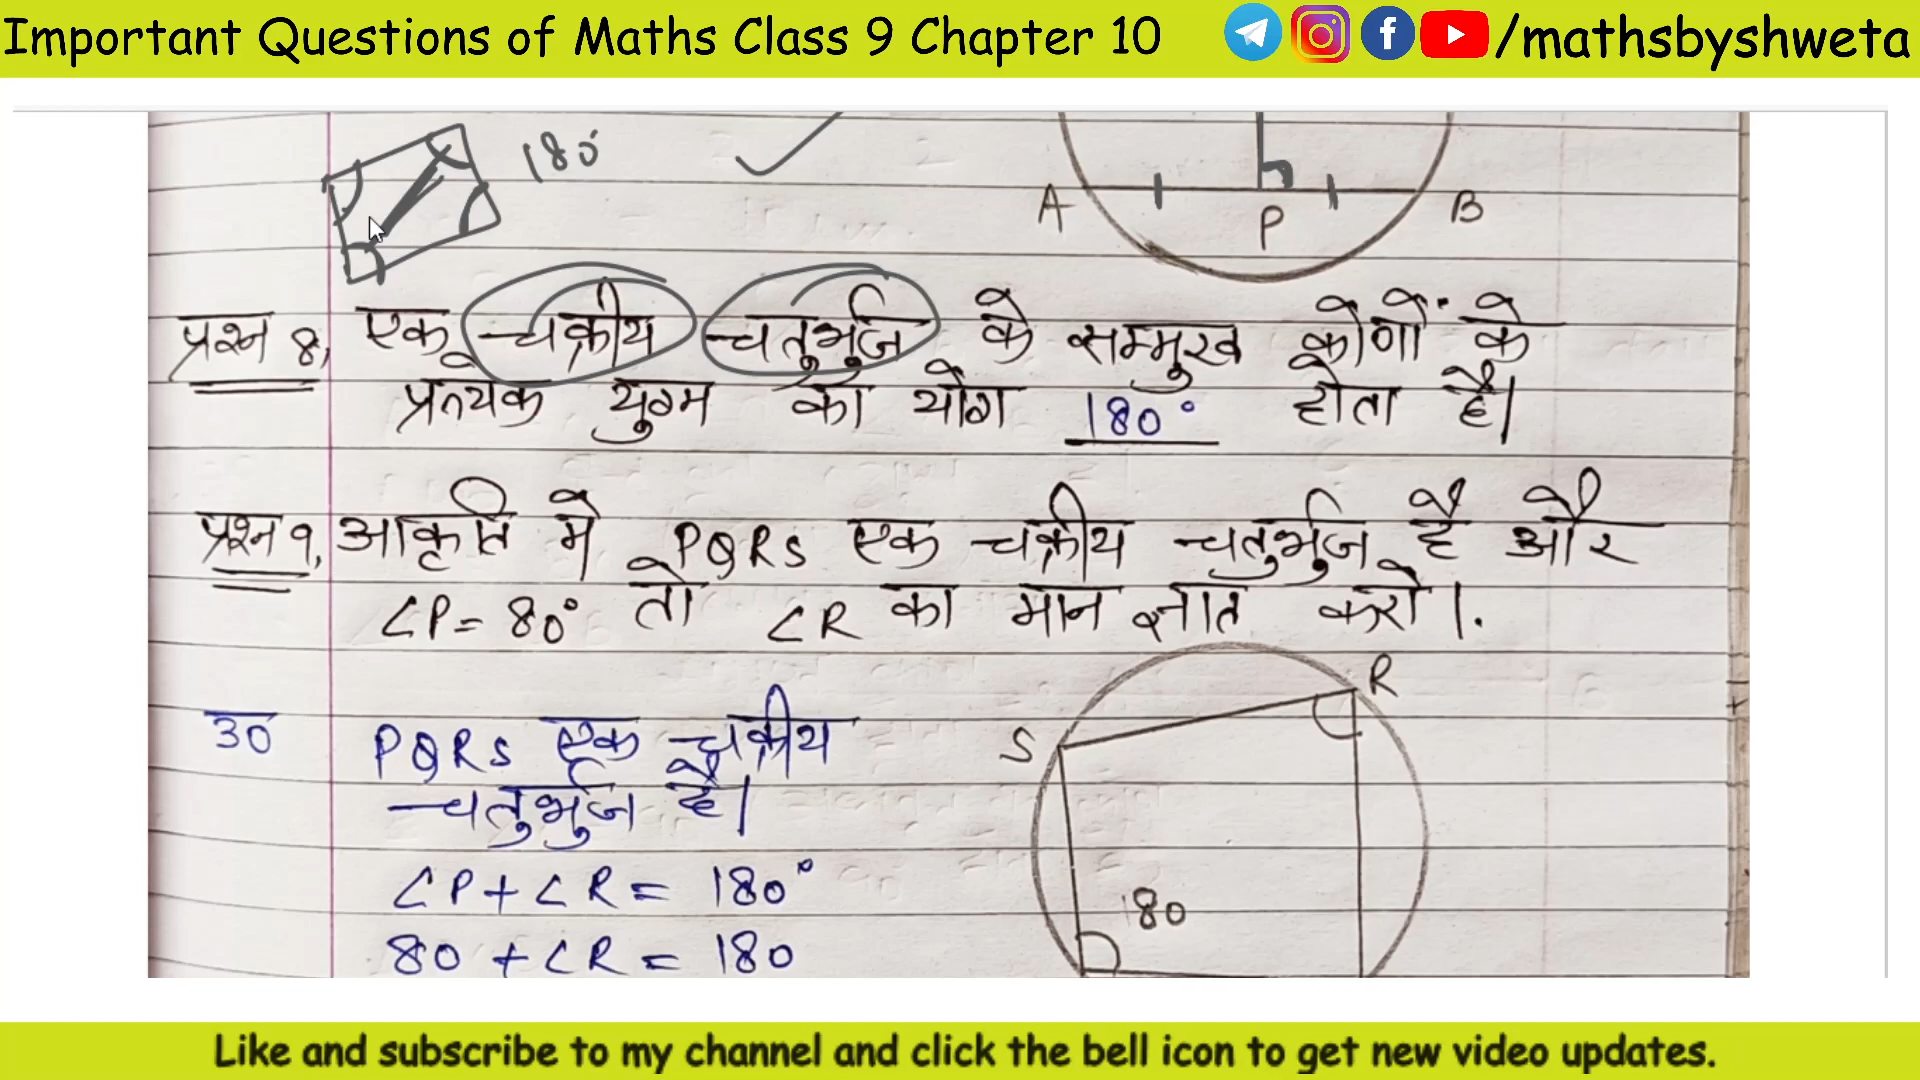 Important Questions of Maths Class 9 Chapter 10 /mathsbyshweta
180°
A P B
प्रश्न 8, एक चक्रीय चतुर्भुज के सम्मुख कोणों के
प्रत्येक युग्म का योग 180° होता है।
प्रश्न 9, आकृति मे PQRS एक चक्रीय चतुर्भुज है और
∠P = 80° तो ∠R का मान ज्ञात करो।.
R
S
उ0 PQRS एक चक्रीय
चतुर्भुज है।
∠P + ∠R = 180°
80
80 + ∠R = 180
Like and subscribe to my channel and click the bell icon to get new video updates.